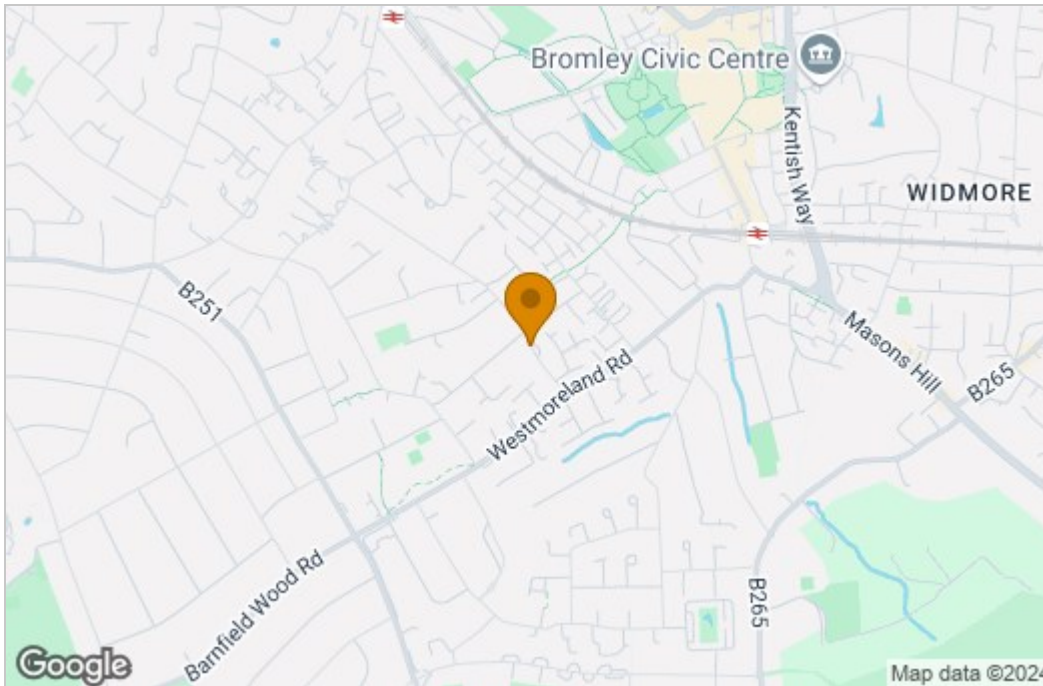 Bromley Civic Centre
Kentish Way
WIDMORE
B251
Masons Hill
B265
Westmoreland Rd
Barnfield Wood Rd
B265
Google
Map data ©2024